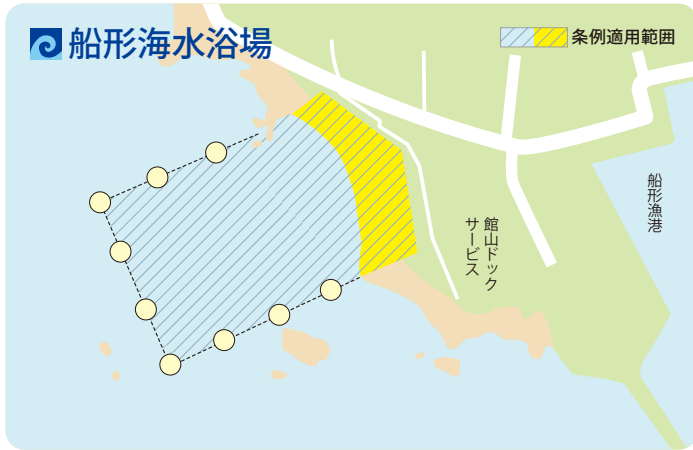 船形海水浴場
条例適用範囲
船形漁港
館山ドック
サービス